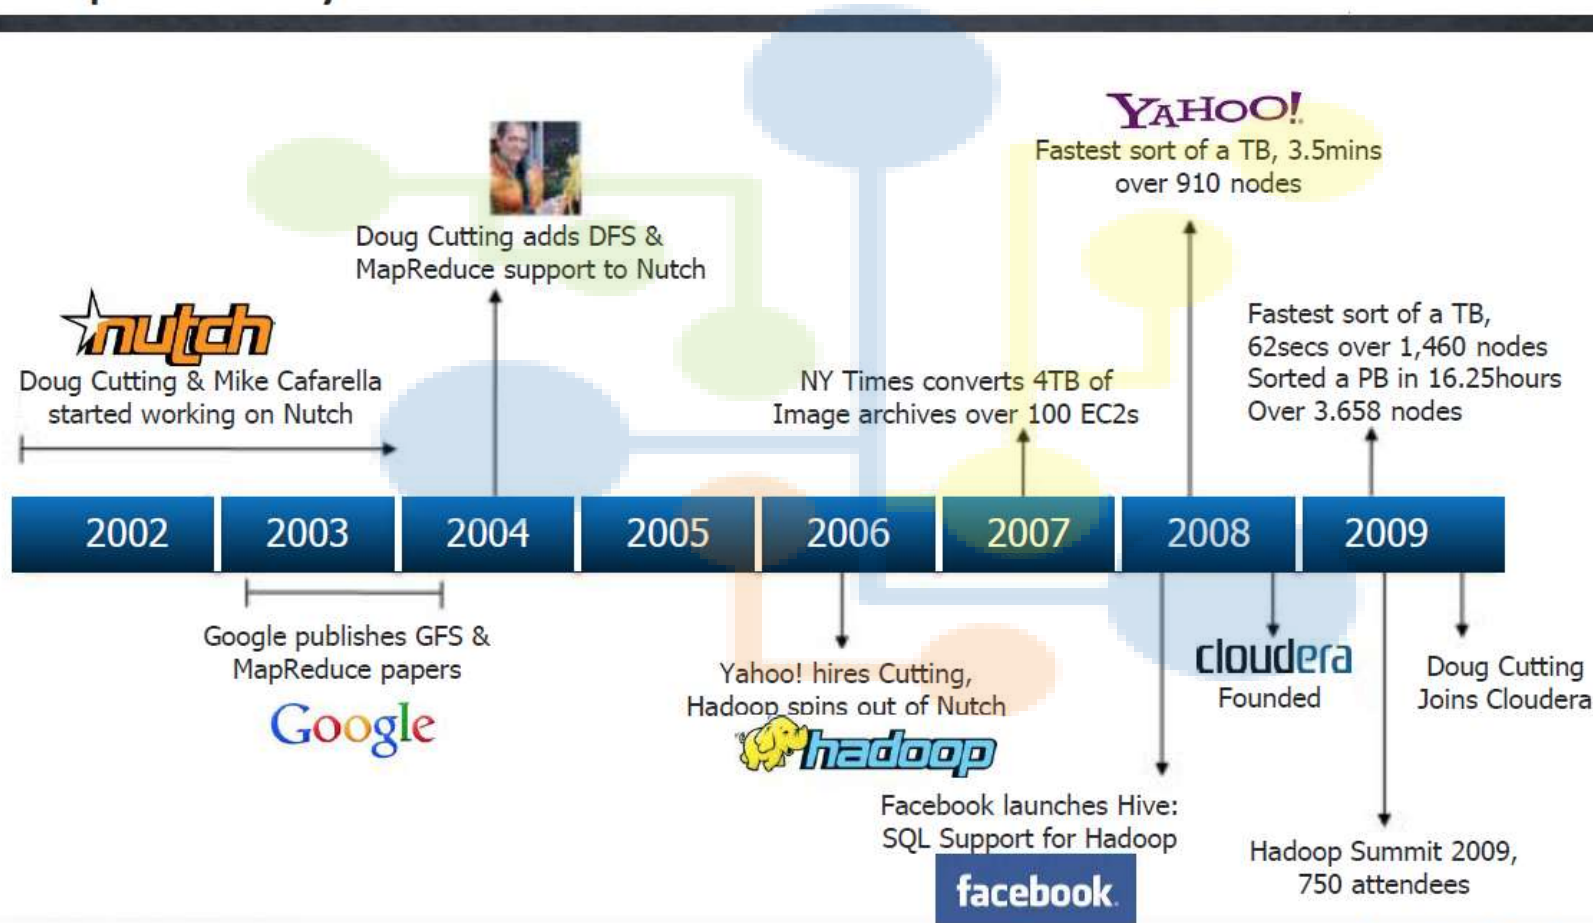 YAHOO!
Fastest sort of a TB, 3.5mins
over 910 nodes
Doug Cutting adds DFS &
MapReduce support to Nutch
nutch
Doug Cutting & Mike Cafarella
started working on Nutch
NY Times converts 4TB of
Image archives over 100 EC2s
Fastest sort of a TB,
62secs over 1,460 nodes
Sorted a PB in 16.25hours
Over 3.658 nodes
2002
2003
2004
2005
2006
2007
2008
2009
Google publishes GFS &
MapReduce papers
Google
Yahoo! hires Cutting,
Hadoop spins out of Nutch
hadoop
Facebook launches Hive:
SQL Support for Hadoop
facebook.
cloudera
Founded
Hadoop Summit 2009,
750 attendees
Doug Cutting
Joins Cloudera